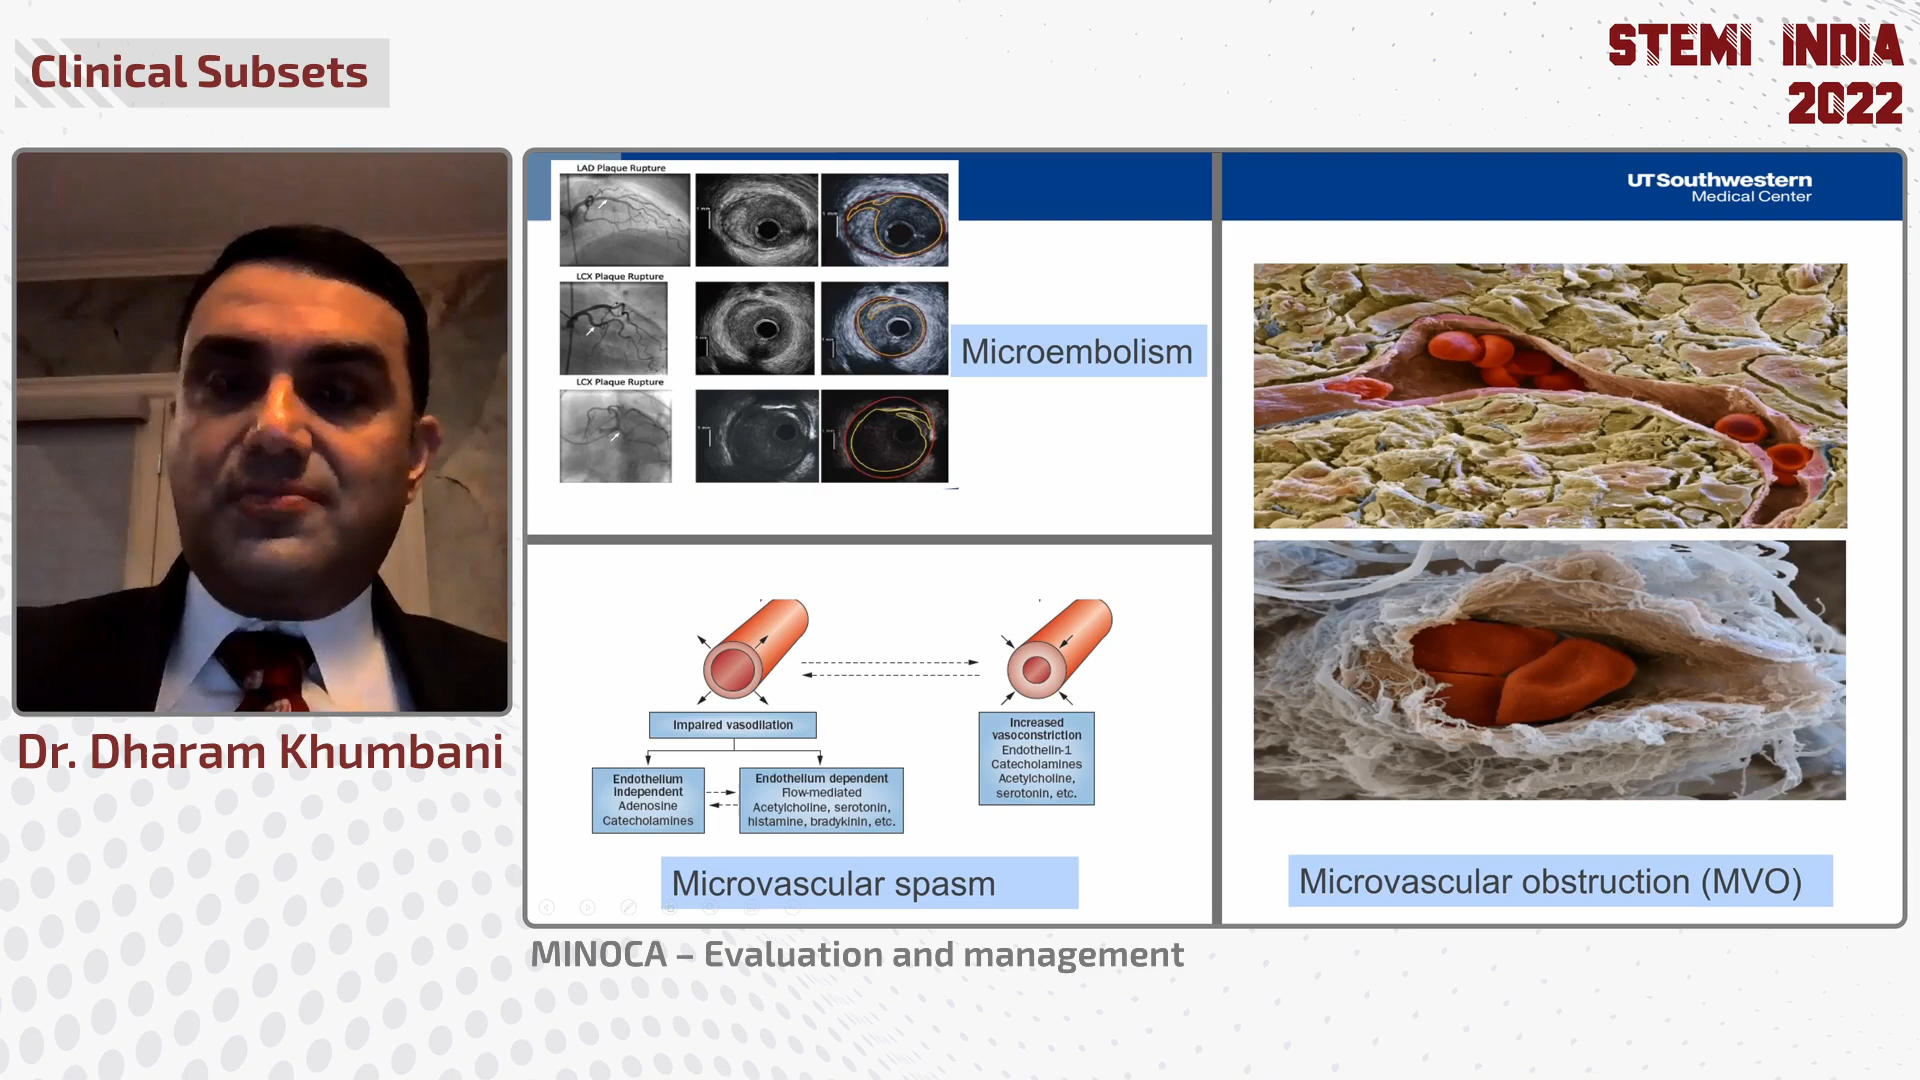 Clinical Subsets
STEMI INDIA
2022
LAD Plaque Rupture
LCX Plaque Rupture
LCX Plaque Rupture
Microembolism
UTSouthwestern
Medical Center
Impaired vasodilation
Endothelium
independent
Adenosine
Catecholamines
Endothelium dependent
Flow-mediated
Acetylcholine, serotonin,
histamine, bradykinin, etc.
Increased
vasoconstriction
Endothelin-1
Catecholamines
Acetylcholine,
serotonin, etc.
Microvascular spasm
Microvascular obstruction (MVO)
Dr. Dharam Khumbani
MINOCA – Evaluation and management